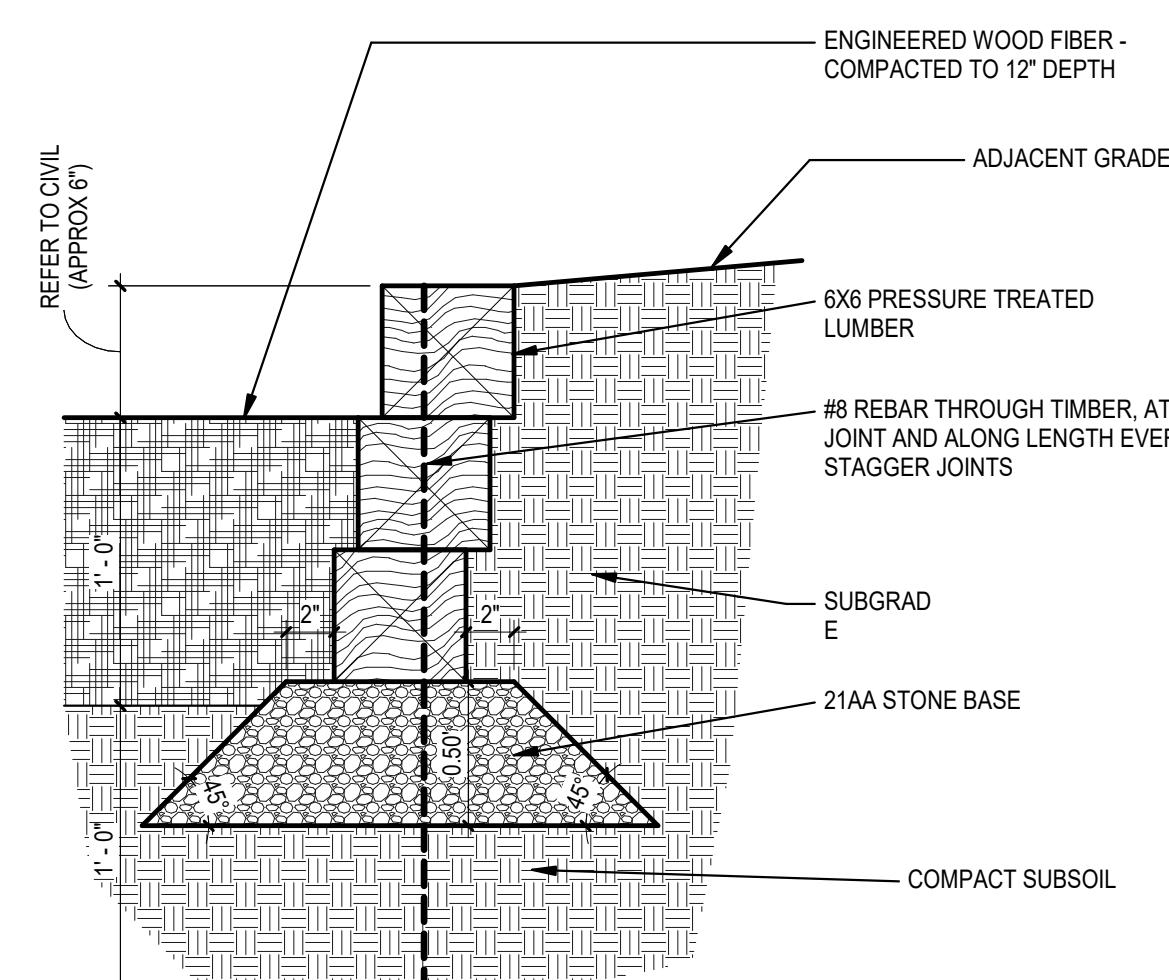 ENGINEERED WOOD FIBER -
COMPACTED TO 12" DEPTH
ADJACENT GRADE
REFER TO CIVIL
(APPROX 6")
6X6 PRESSURE TREATED
LUMBER
#8 REBAR THROUGH TIMBER, AT
JOINT AND ALONG LENGTH EVER
STAGGER JOINTS
1' - 0"
2"
2"
SUBGRAD
E
21AA STONE BASE
0.50'
45°
45°
1' - 0"
COMPACT SUBSOIL